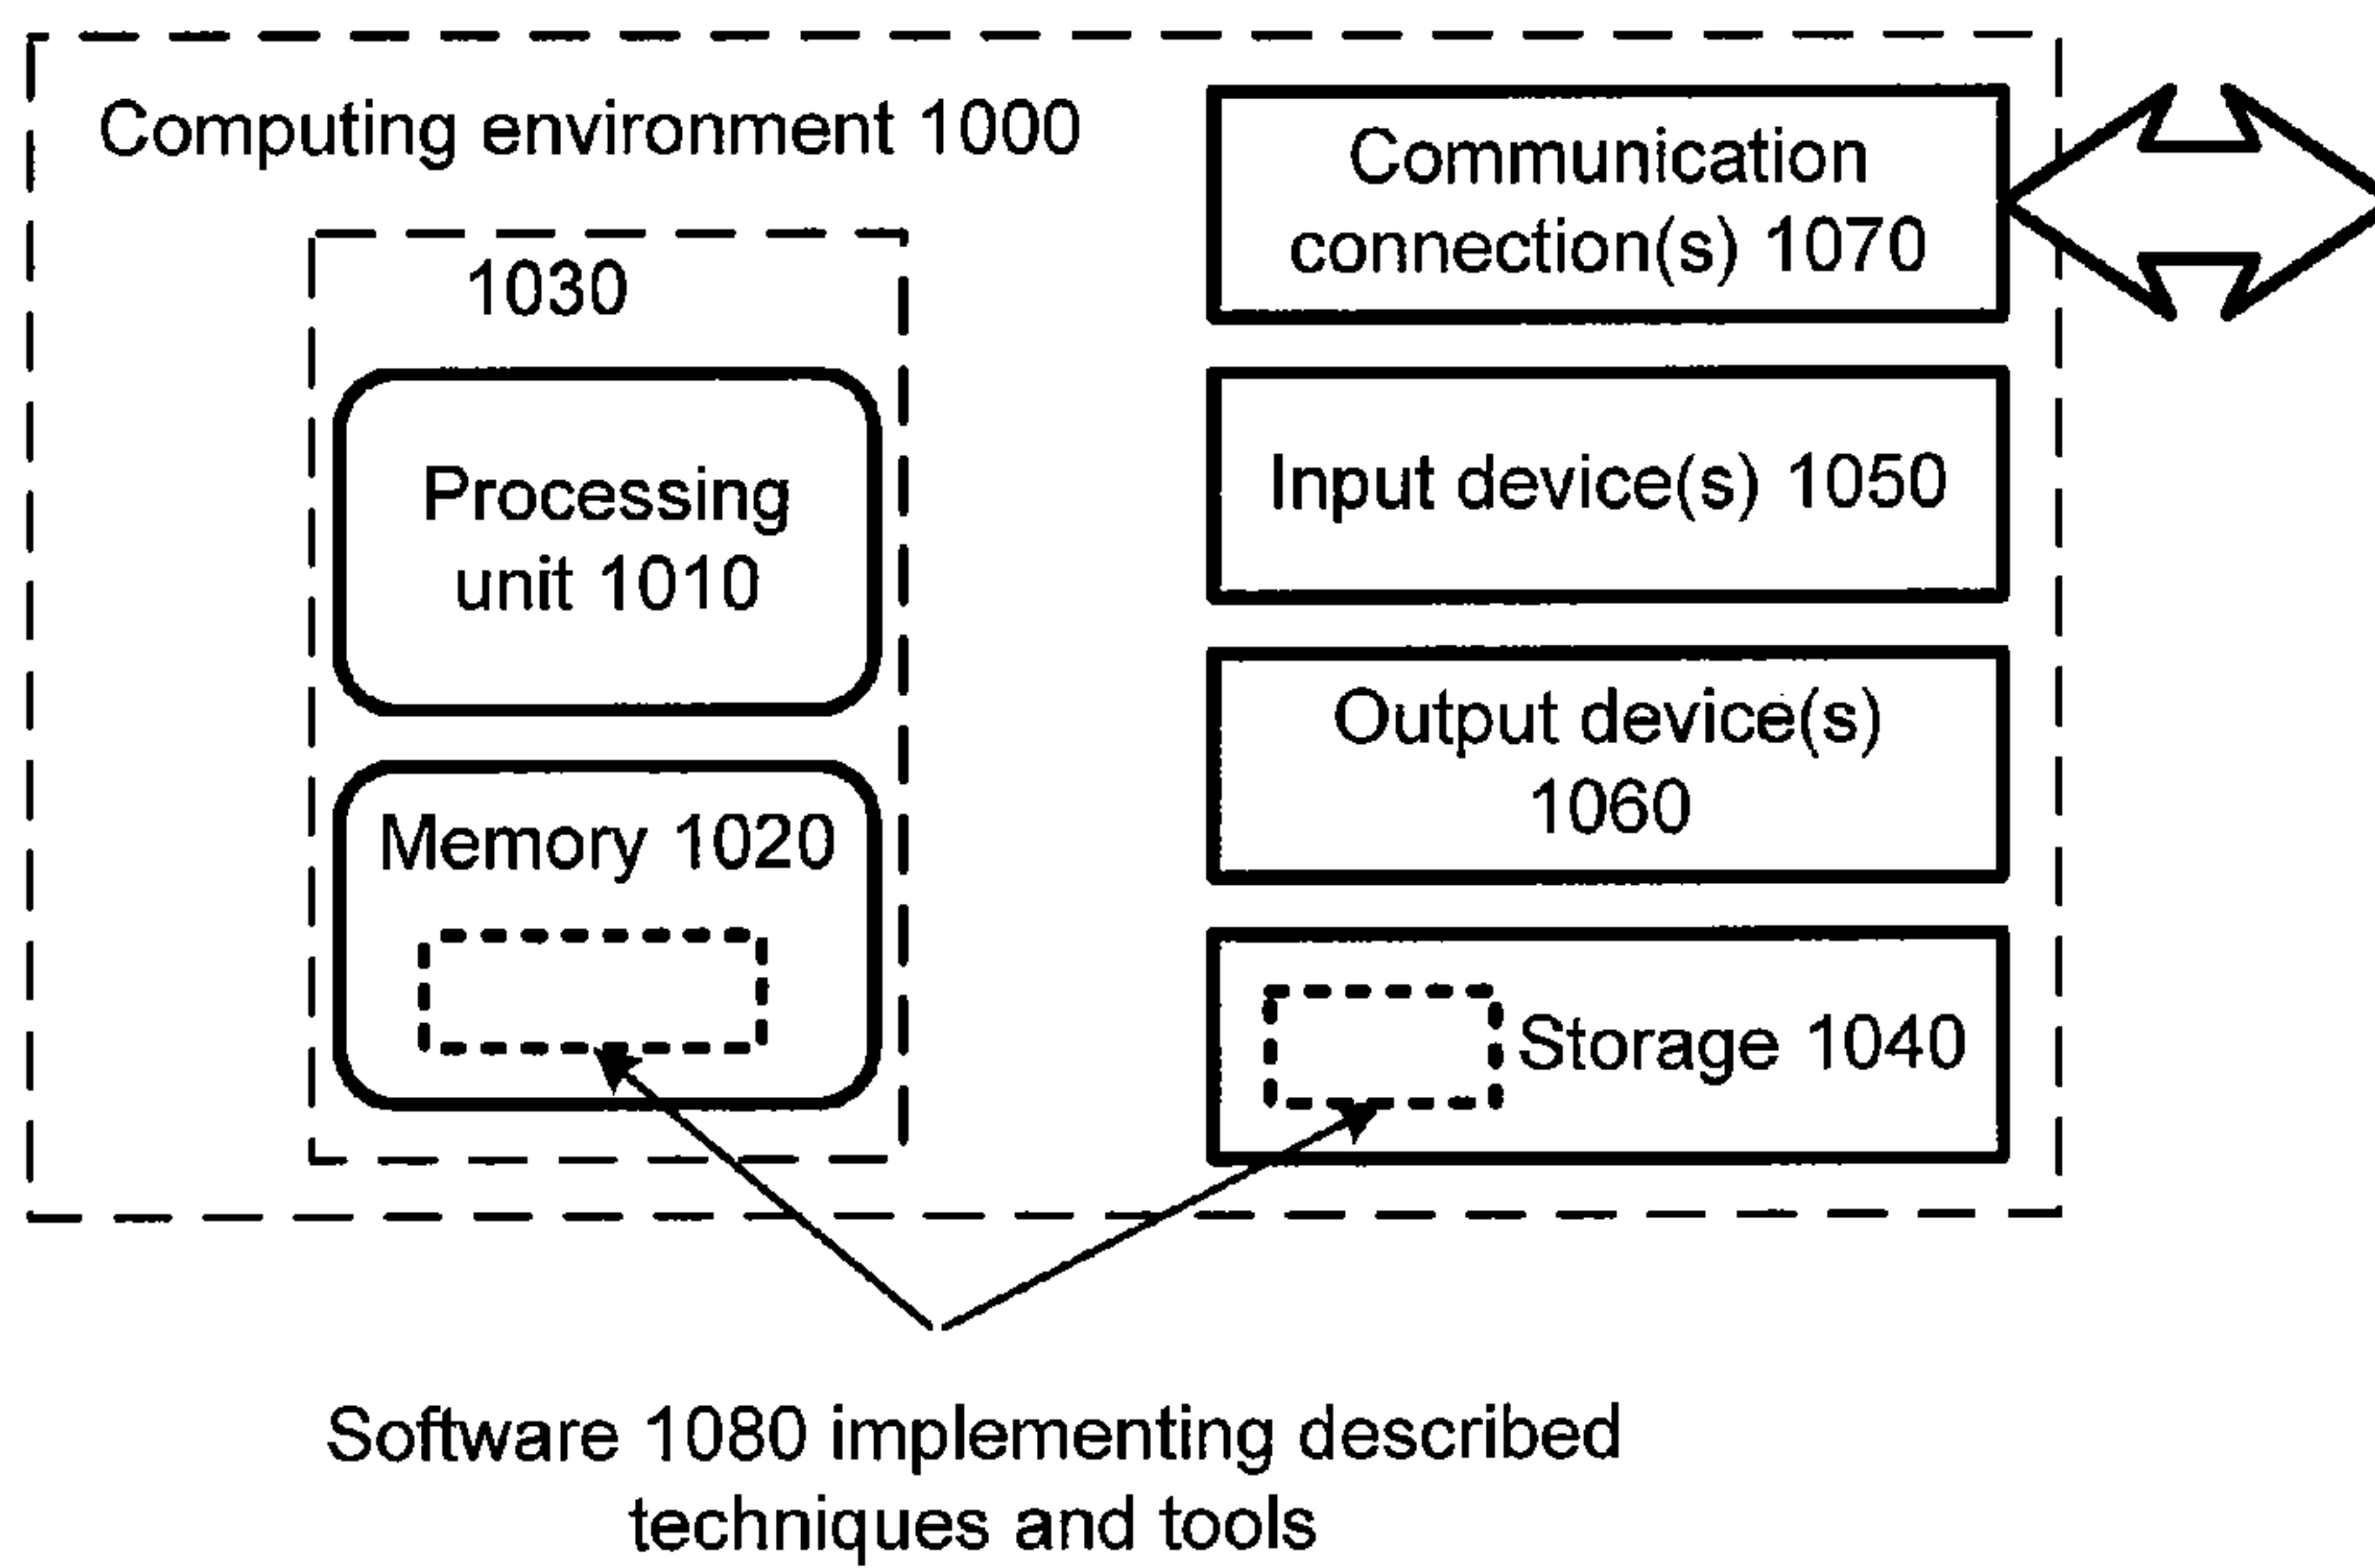 Computing environment 1000
1030
Processing
unit 1010
Memory 1020
Communication
connection(s) 1070
Input device(s) 1050
Output device(s)
1060
Storage 1040
Software 1080 implementing described
techniques and tools